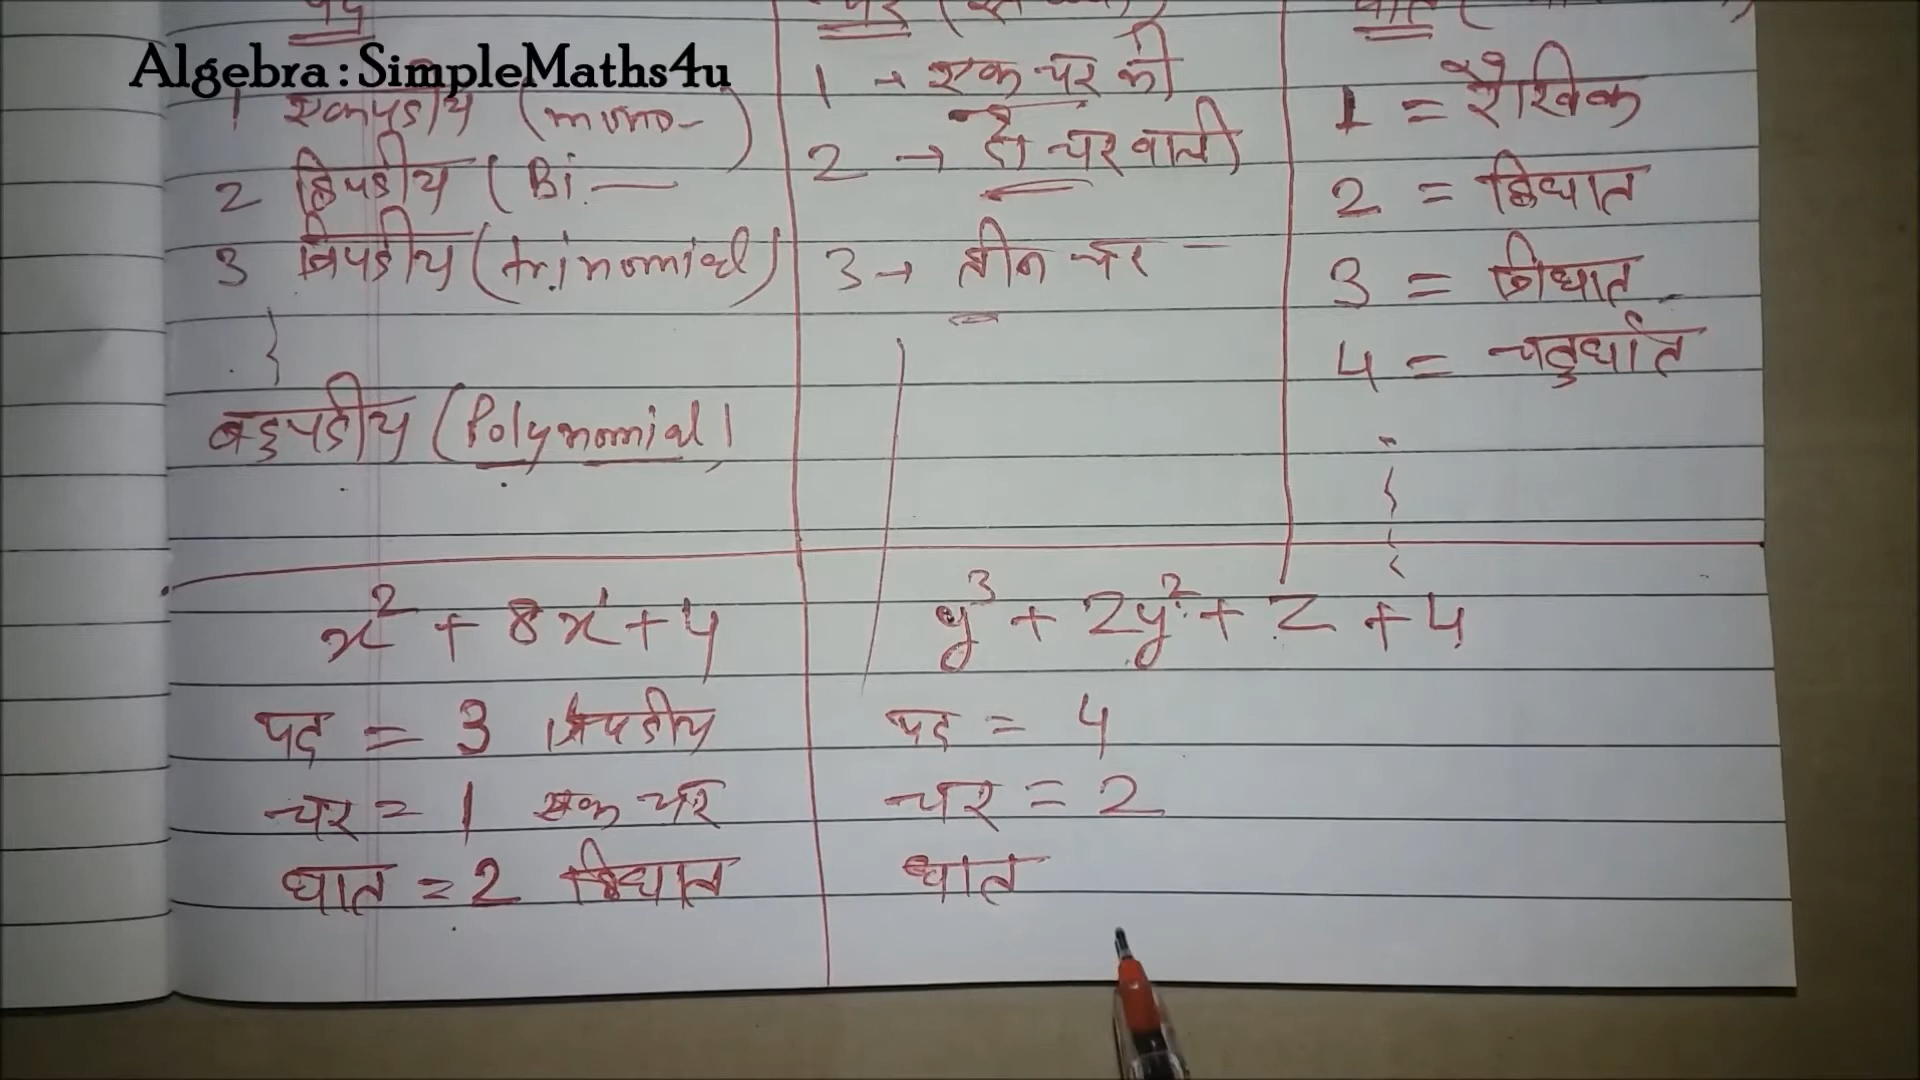 पद
Algebra : SimpleMaths4u
1 एकपदीय (mono-)
2 द्विपदीय (Bi —
3 त्रिपदीय (trinomial)
बहुपदीय (Polynomial)
1 → एक चर की
2 → दो चर वाली
3 → तीन चर —
घात (
1 = रैखिक
2 = द्विघात
3 = त्रिघात
4 = चतुर्घात
x² + 8x¹ + 4
पद = 3 त्रिपदीय
चर = 1 एक चर
घात = 2 द्विघात
y³ + 2y² + z + 4
पद = 4
चर = 2
घात